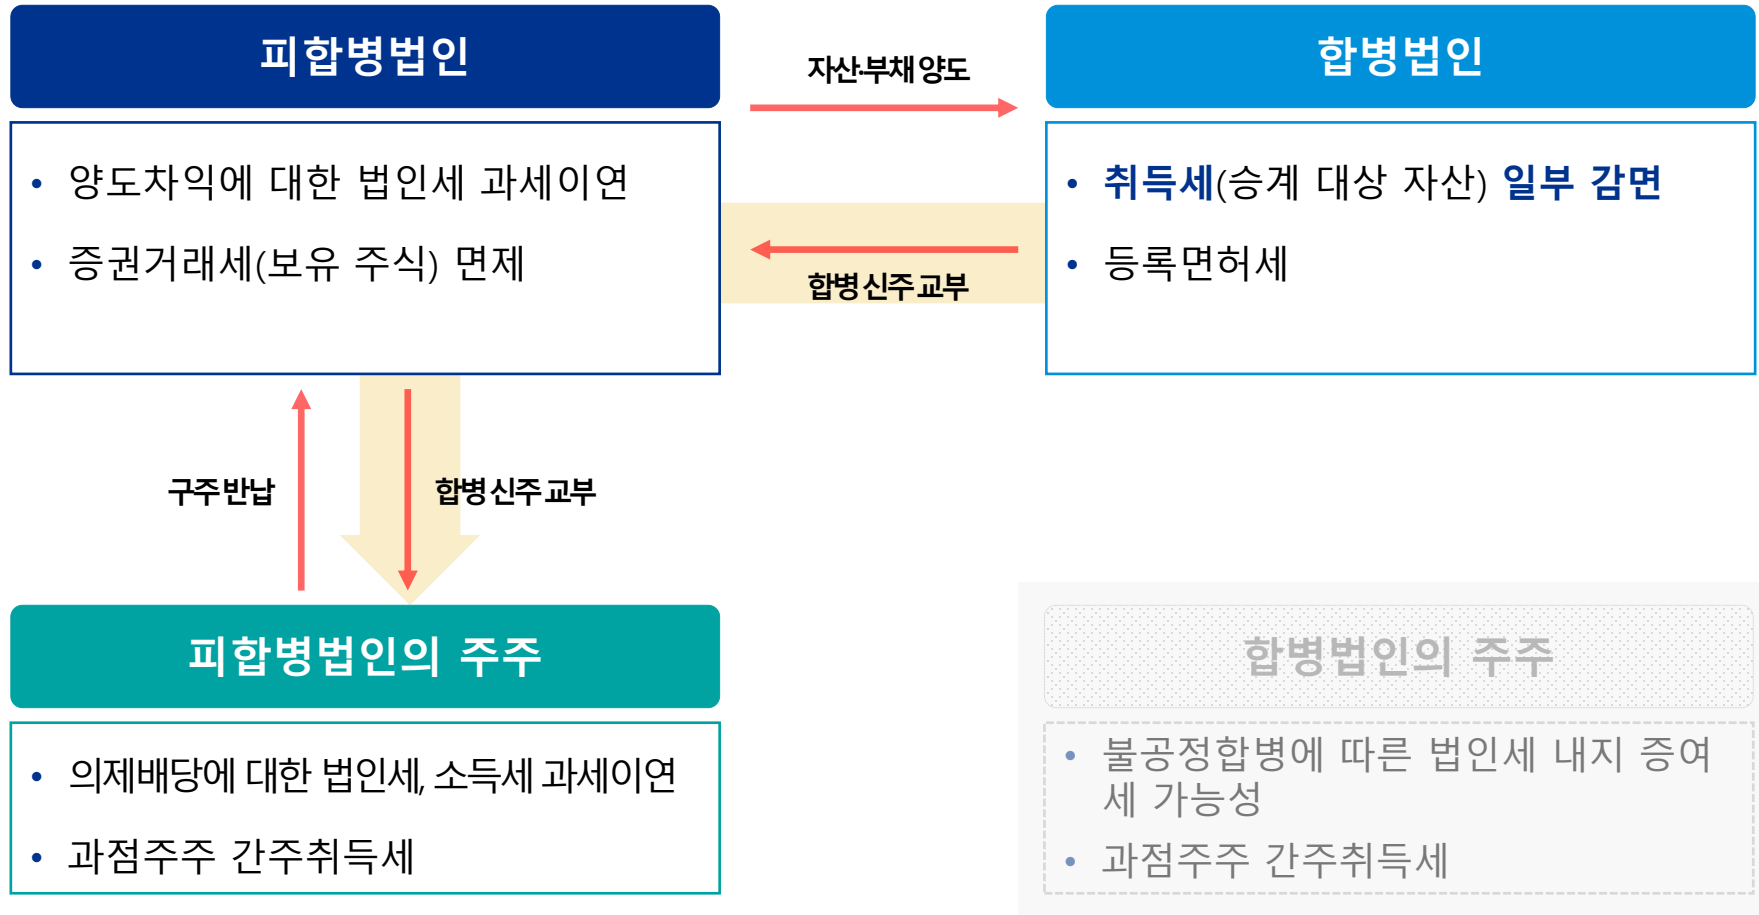 피합병법인
자산·부채 양도
합병법인
• 양도차익에 대한 법인세 과세이연
• 증권거래세(보유 주식) 면제
합병 신주 교부
• 취득세(승계 대상 자산) 일부 감면
• 등록면허세
구주 반납
합병 신주 교부
피합병법인의 주주
• 의제배당에 대한 법인세, 소득세 과세이연
• 과점주주 간주취득세
합병법인의 주주
• 불공정합병에 따른 법인세 내지 증여
세 가능성
• 과점주주 간주취득세